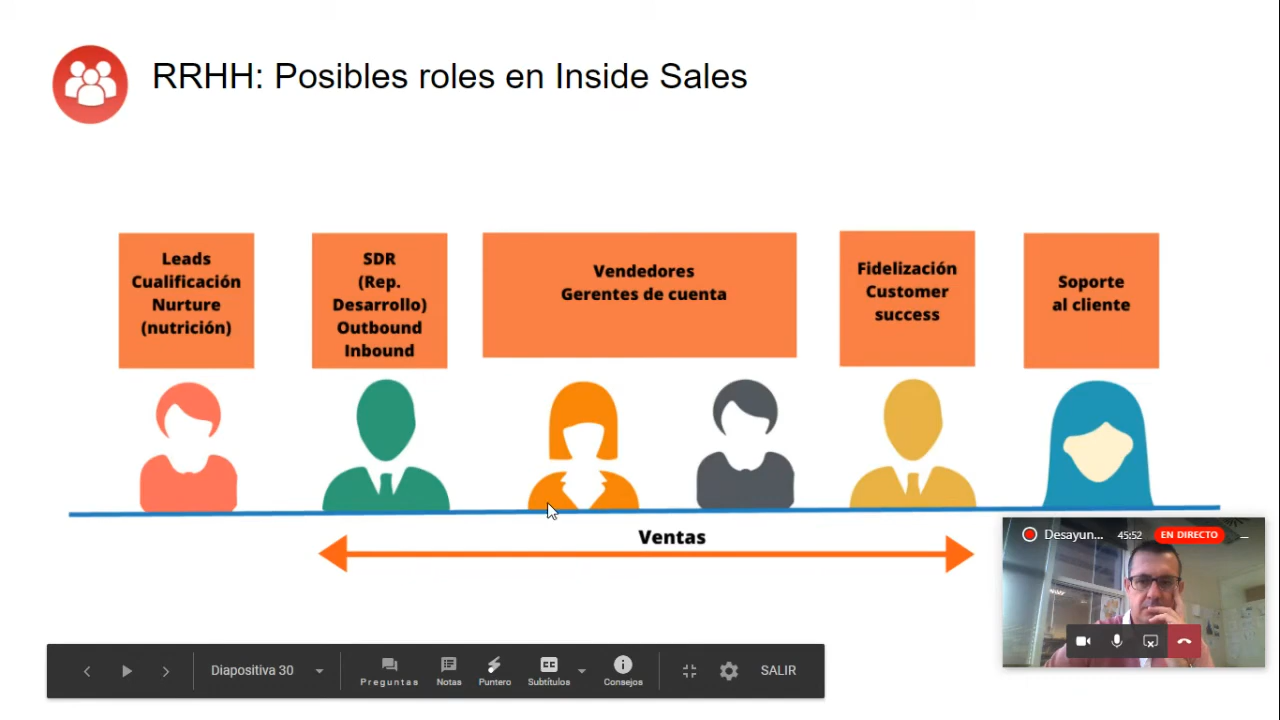 RRHH: Posibles roles en Inside Sales
Leads
Cualificación
Nurture
(nutrición)
SDR
(Rep.
Desarrollo)
Outbound
Inbound
Vendedores
Gerentes de cuenta
Fidelización
Customer
success
Soporte
al cliente
Ventas
Desayun... 45:52 EN DIRECTO
Diapositiva 30
Preguntas
Notas
Puntero
CC
Subtítulos
Consejos
SALIR